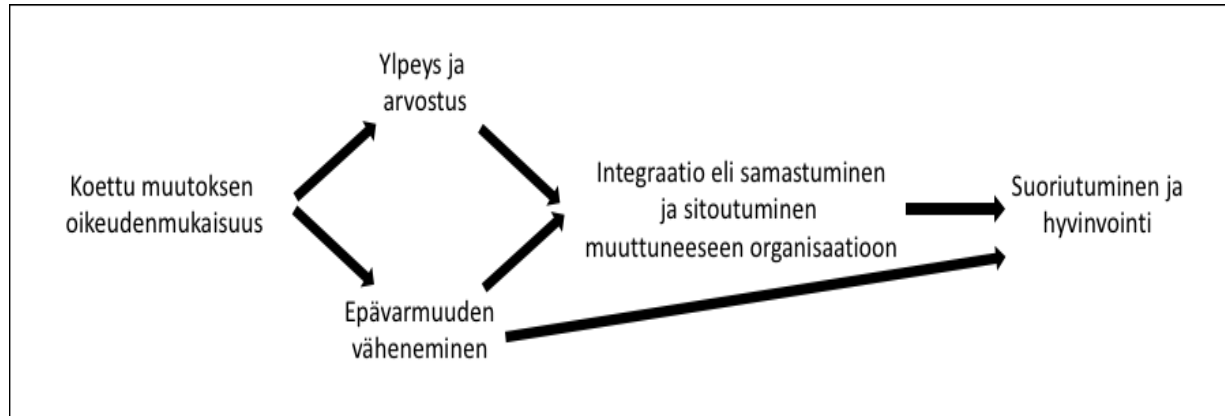 Ylpeys ja
arvostus
Koettu muutoksen
oikeudenmukaisuus
Integraatio eli samastuminen
ja sitoutuminen
muuttuneeseen organisaatioon
Suoriutuminen ja
hyvinvointi
Epävarmuuden
väheneminen